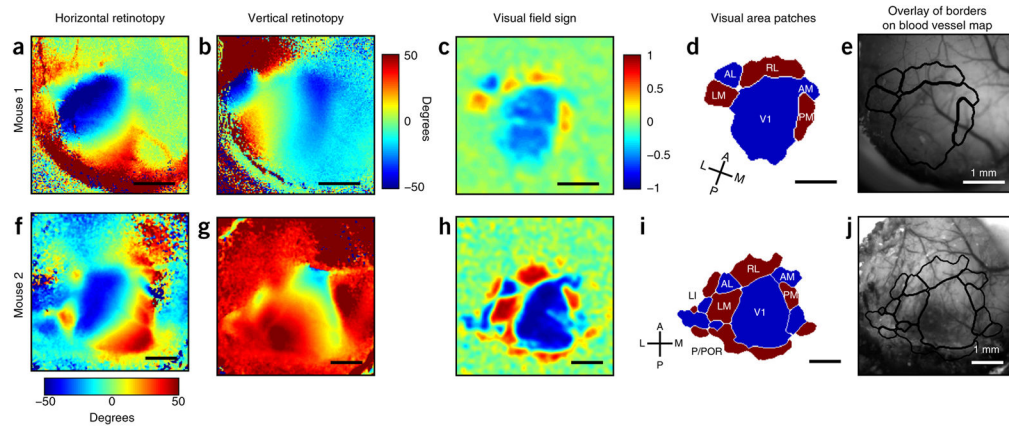 Horizontal retinotopy
Vertical retinotopy
Visual field sign
Visual area patches
Overlay of borders
on blood vessel map
Mouse 1
a
b
50
0
−50
Degrees
c
1
0.5
0
−0.5
−1
d
AL
RL
LM
AM
PM
V1
A
L
M
P
e
1 mm
Mouse 2
f
g
h
i
RL
AL
AM
LI
LM
PM
V1
P/POR
A
L
M
P
j
1 mm
−50
0
50
Degrees